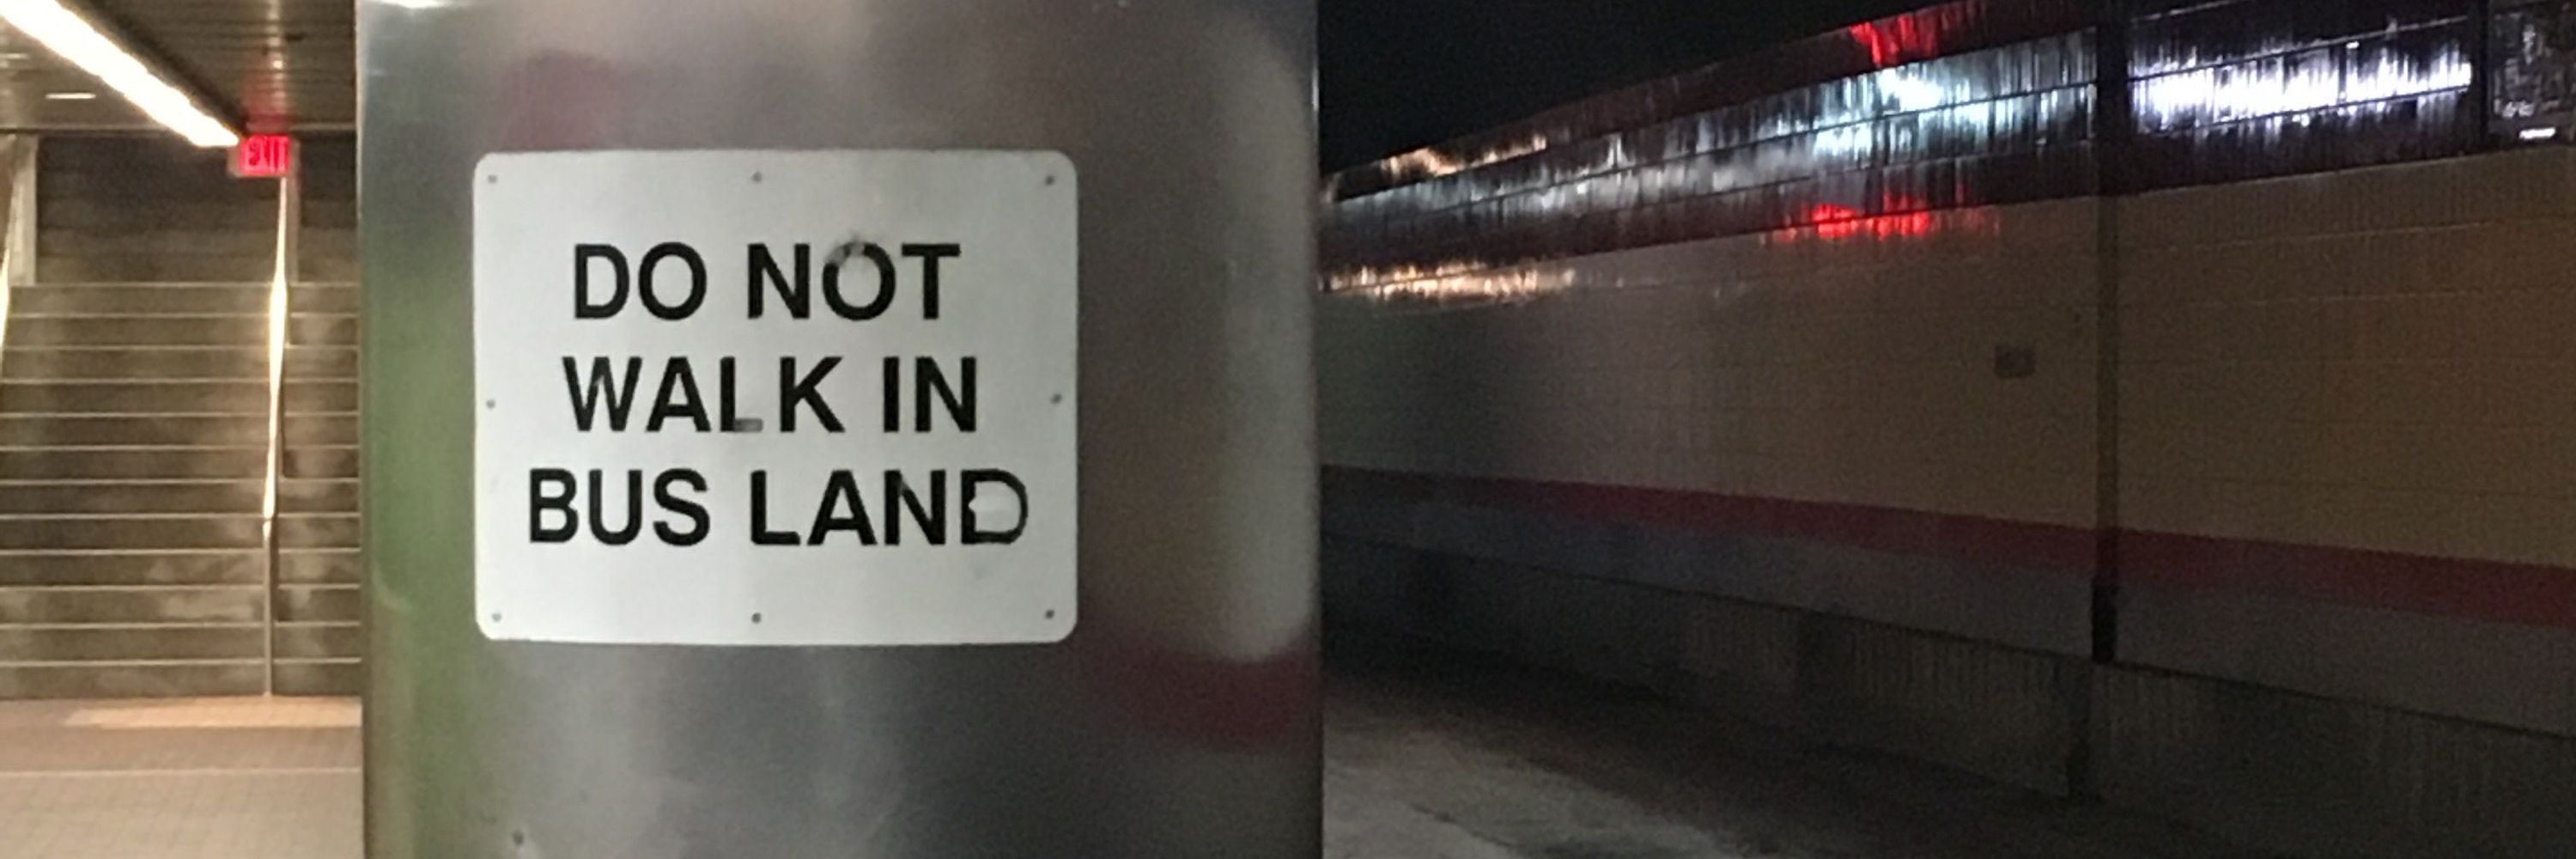 EXIT
DO NOT
WALK IN
BUS LAND